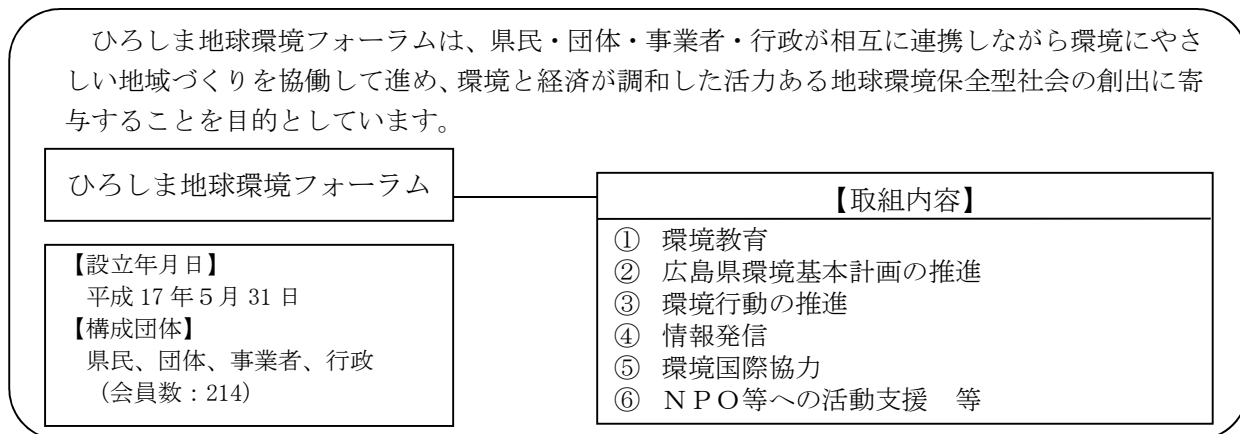 ひろしま地球環境フォーラムは、県民・団体・事業者・行政が相互に連携しながら環境にやさ
しい地域づくりを協働して進め、環境と経済が調和した活力ある地球環境保全型社会の創出に寄
与することを目的としています。
ひろしま地球環境フォーラム
【設立年月日】
平成 17 年５月 31 日
【構成団体】
県民、団体、事業者、行政
（会員数：214）
【取組内容】
① 環境教育
② 広島県環境基本計画の推進
③ 環境行動の推進
④ 情報発信
⑤ 環境国際協力
⑥ ＮＰＯ等への活動支援　等